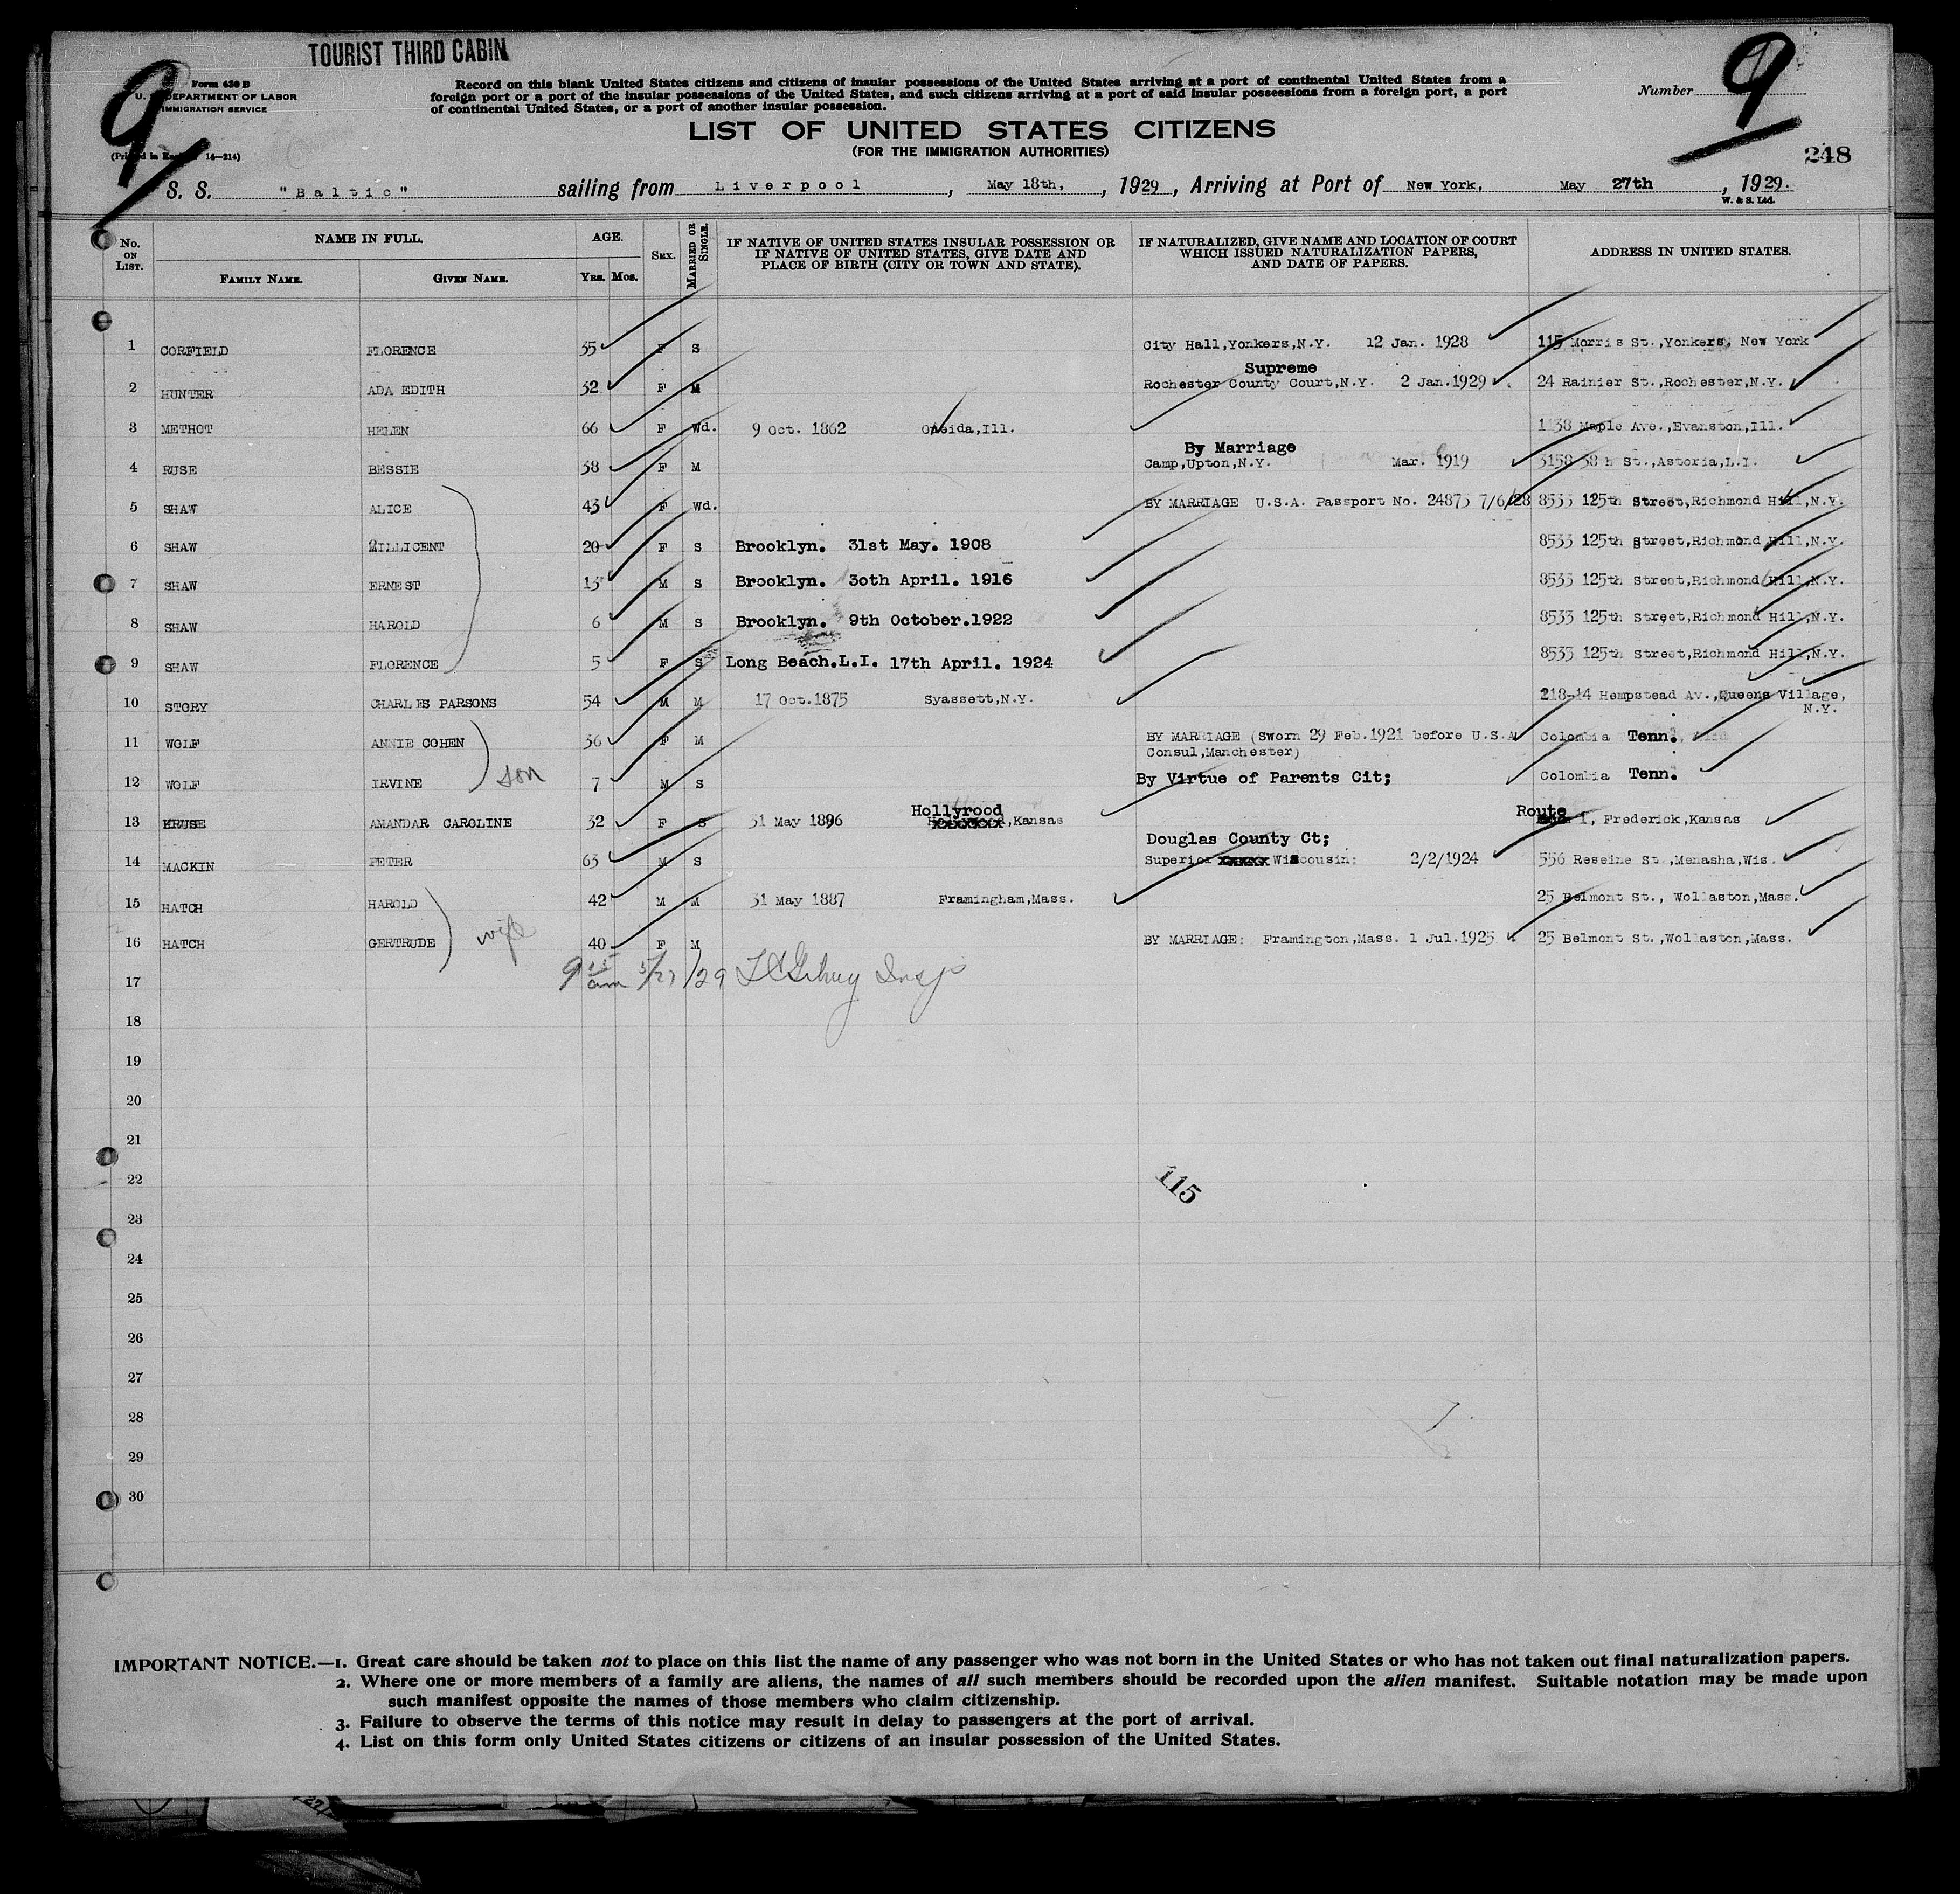 TOURIST THIRD CABIN
9
9
Form 630 B
U. S. DEPARTMENT OF LABOR
IMMIGRATION SERVICE
(Printed in England 14—214)
Record on this blank United States citizens and citizens of insular possessions of the United States arriving at a port of continental United States from a
foreign port or a port of the insular possessions of the United States, and such citizens arriving at a port of said insular possessions from a foreign port, a port
of continental United States, or a port of another insular possession.
Number
LIST OF UNITED STATES CITIZENS
(FOR THE IMMIGRATION AUTHORITIES)
248
S. S. "Baltic" sailing from Liverpool, May 18th, , 1929, Arriving at Port of New York, May 27th, 1929.
W. & S. Ltd.
No. ON LIST. NAME IN FULL. FAMILY NAME. GIVEN NAME. AGE. Yrs. Mos. SEX. MARRIED OR SINGLE. IF NATIVE OF UNITED STATES INSULAR POSSESSION OR IF NATIVE OF UNITED STATES, GIVE DATE AND PLACE OF BIRTH (CITY OR TOWN AND STATE). IF NATURALIZED, GIVE NAME AND LOCATION OF COURT WHICH ISSUED NATURALIZATION PAPERS, AND DATE OF PAPERS. ADDRESS IN UNITED STATES.
1 CORFIELD FLORENCE 35 F S City Hall,Yonkers,N.Y. 12 Jan. 1928 115 Morris St.,Yonkers, New York
Supreme
2 HUNTER ADA EDITH 32 F M Rochester County Court,N.Y. 2 Jan.1929 24 Rainier St.,Rochester,N.Y.
3 METHOT HELEN 66 F Wd. 9 Oct. 1862 Oneida,Ill. Maple Ave.,Evanston,Ill.
By Marriage
4 RUSE BESSIE 38 F M Camp,Upton,N.Y. Mar. 1919 3158 38 h St.,Astoria,L.I.
5 SHAW ALICE 43 F Wd. BY MARRIAGE U.S.A. Passport No. 24873 7/6/28 8533 125th Street,Richmond Hill,N.Y.
6 SHAW MILLICENT 20 F S Brooklyn. 31st May. 1908 8533 125th Street,Richmond Hill,N.Y.
7 SHAW ERNEST 13 M S Brooklyn. 30th April. 1916 8533 125th Street,Richmond Hill,N.Y.
8 SHAW HAROLD 6 M S Brooklyn. 9th October.1922 8533 125th Street,Richmond Hill,N.Y.
9 SHAW FLORENCE 5 F S Long Beach.L.I. 17th April. 1924 8533 125th Street,Richmond Hill,N.Y.
10 STORY CHARLES PARSONS 54 M M 17 Oct.1875 Syassett,N.Y. 218-14 Hempstead Av.,Queens Village,
N.Y.
11 WOLF ANNIE COHEN 36 F M BY MARRIAGE (Sworn 29 Feb.1921 before U.S.A Colombia Tenn.
Consul,Manchester)
12 WOLF IRVINE son 7 M S By Virtue of Parents Cit; Colombia Tenn.
Hollyrood Route
13 KRUSE AMANDAR CAROLINE 32 F S 31 May 1896 ,Kansas 1, Frederick,Kansas
Douglas County Ct;
14 MACKIN PETER 63 M S Superior Wiscousin: 2/2/1924 556 Reseine St.,Menasha,Wis.
15 HATCH HAROLD 42 M M 31 May 1887 Framingham,Mass. 25 Belmont St., Wollaston,Mass.
16 HATCH GERTRUDE wife 40 F M BY MARRIAGE: Framington,Mass. 1 Jul.1925 25 Belmont St.,Wollaston,Mass.
17 9 15 am 5/27/29 Insp
18
19
20
21
22 115
23
24
25
26
27
28
29
30
IMPORTANT NOTICE.—1. Great care should be taken not to place on this list the name of any passenger who was not born in the United States or who has not taken out final naturalization papers.
2. Where one or more members of a family are aliens, the names of all such members should be recorded upon the alien manifest. Suitable notation may be made upon
such manifest opposite the names of those members who claim citizenship.
3. Failure to observe the terms of this notice may result in delay to passengers at the port of arrival.
4. List on this form only United States citizens or citizens of an insular possession of the United States.